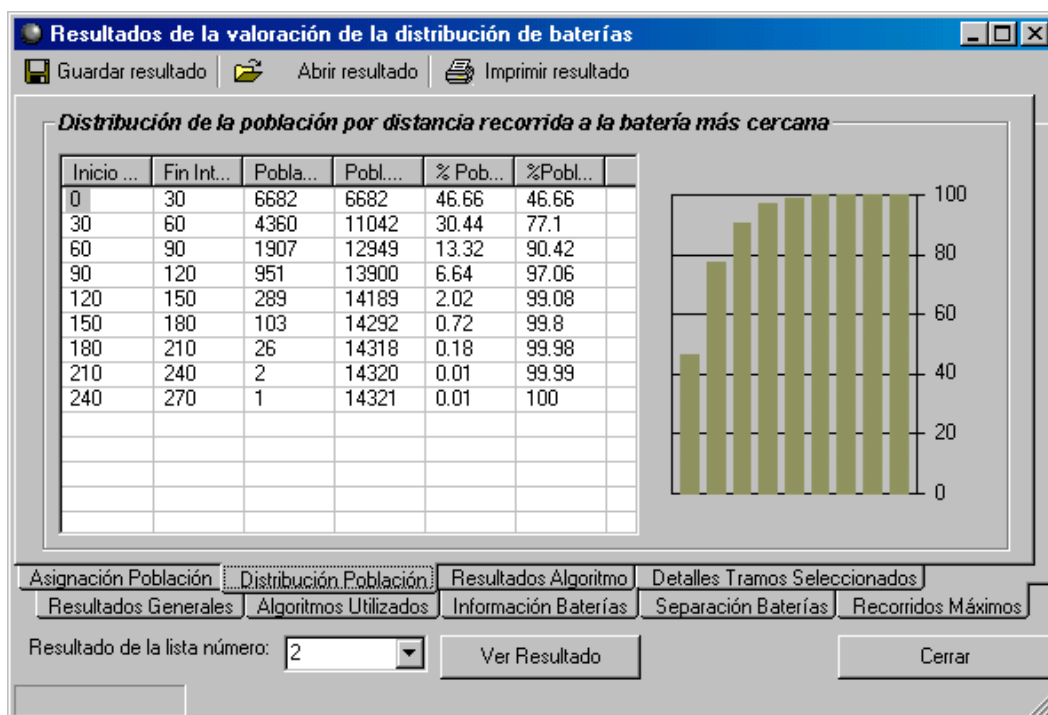 Resultados de la valoración de la distribución de baterías
Guardar resultado Abrir resultado Imprimir resultado
Distribución de la población por distancia recorrida a la batería más cercana
Inicio ... Fin Int... Pobla... Pobl.... % Pob... %Pobl...
0 30 6682 6682 46.66 46.66
30 60 4360 11042 30.44 77.1
60 90 1907 12949 13.32 90.42
90 120 951 13900 6.64 97.06
120 150 289 14189 2.02 99.08
150 180 103 14292 0.72 99.8
180 210 26 14318 0.18 99.98
210 240 2 14320 0.01 99.99
240 270 1 14321 0.01 100
100
80
60
40
20
0
Asignación Población Distribución Población Resultados Algoritmo Detalles Tramos Seleccionados
Resultados Generales Algoritmos Utilizados Información Baterías Separación Baterías Recorridos Máximos
Resultado de la lista número: 2 Ver Resultado Cerrar